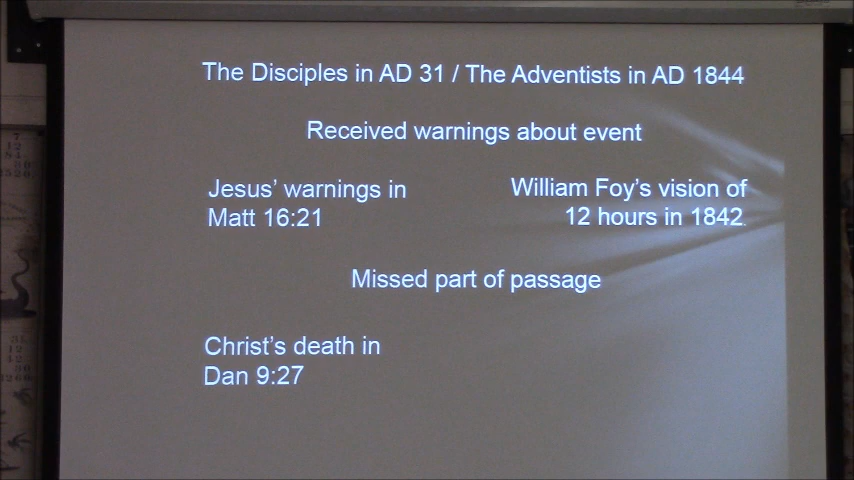 The Disciples in AD 31 / The Adventists in AD 1844
Received warnings about event
Jesus' warnings in
Matt 16:21
William Foy's vision of
12 hours in 1842.
Missed part of passage
Christ's death in
Dan 9:27